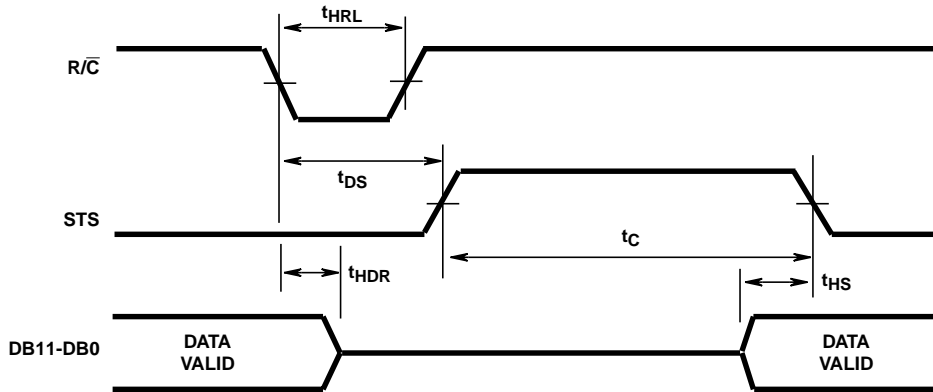 tHRL
R/C̅
tDS
STS
tC
tHDR
tHS
DB11-DB0
DATA
VALID
DATA
VALID